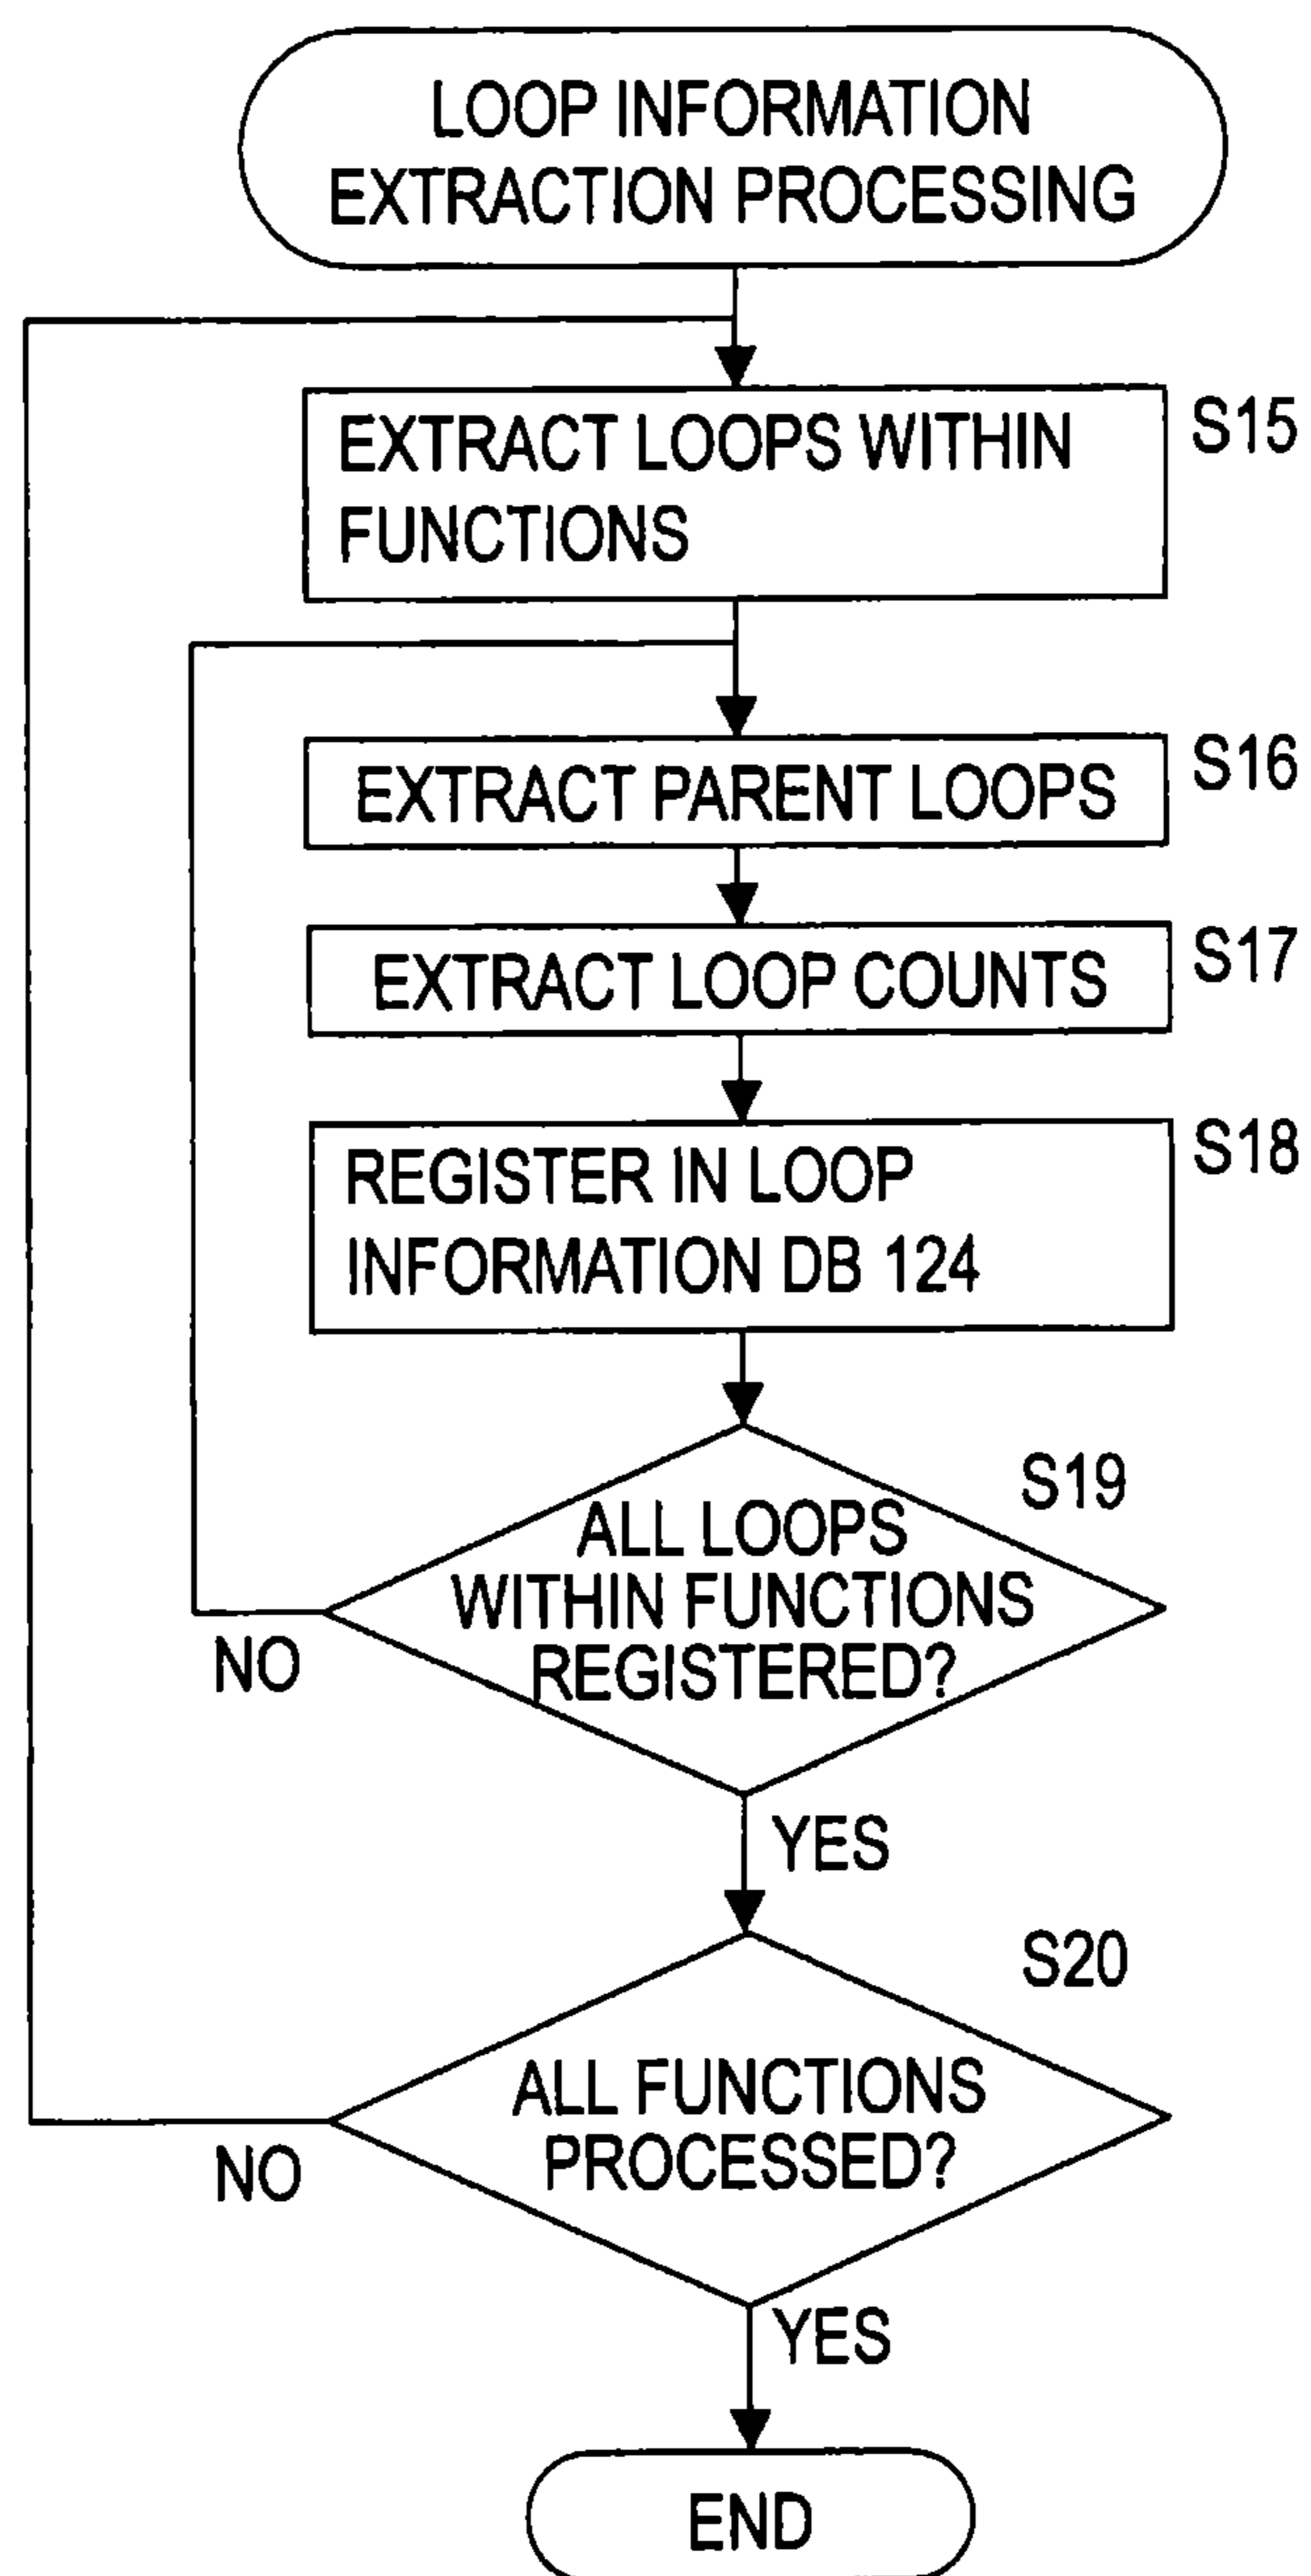 LOOP INFORMATION
EXTRACTION PROCESSING
EXTRACT LOOPS WITHIN
FUNCTIONS
S15
EXTRACT PARENT LOOPS
S16
EXTRACT LOOP COUNTS
S17
REGISTER IN LOOP
INFORMATION DB 124
S18
S19
ALL LOOPS
WITHIN FUNCTIONS
REGISTERED?
NO
YES
S20
ALL FUNCTIONS
PROCESSED?
NO
YES
END